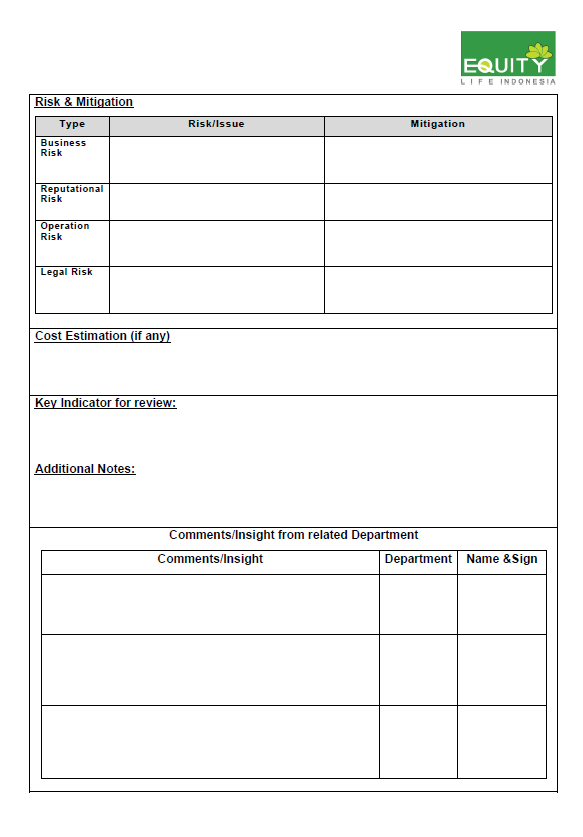 EQUITY
LIFE INDONESIA
Risk & Mitigation
Type Risk/Issue Mitigation
Business
Risk
Reputational
Risk
Operation
Risk
Legal Risk
Cost Estimation (if any)
Key Indicator for review:
Additional Notes:
Comments/Insight from related Department
Comments/Insight Department Name &Sign